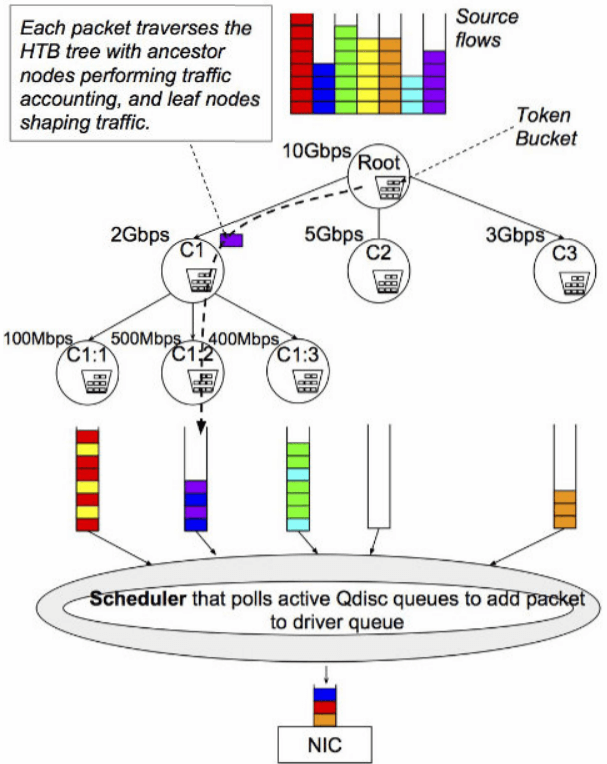 Each packet traverses the
HTB tree with ancestor
nodes performing traffic
accounting, and leaf nodes
shaping traffic.
Source
flows
Token
Bucket
10Gbps
Root
2Gbps
C1
5Gbps
C2
3Gbps
C3
100Mbps
C1:1
500Mbps
C1:2
400Mbps
C1:3
Scheduler that polls active Qdisc queues to add packet
to driver queue
NIC